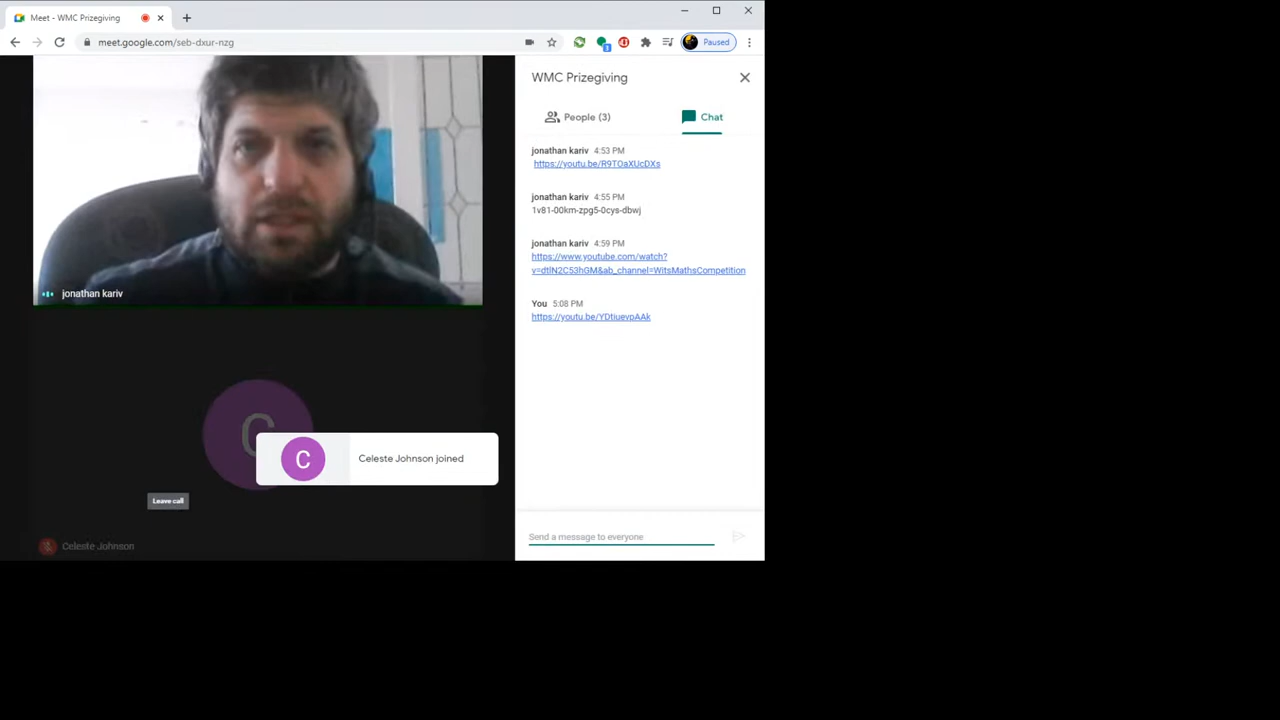 Meet - WMC Prizegiving
meet.google.com/seb-dxur-nzg
3
Paused
WMC Prizegiving
People (3)
Chat
jonathan kariv 4:53 PM
https://youtu.be/R9TOaXUcDXs
jonathan kariv 4:55 PM
1v81-00km-zpg5-0cys-dbwj
jonathan kariv 4:59 PM
https://www.youtube.com/watch?
v=dtlN2C53hGM&ab_channel=WitsMathsCompetition
You 5:08 PM
https://youtu.be/YDtiuevpAAk
Send a message to everyone
jonathan kariv
C
C
Celeste Johnson joined
Leave call
Celeste Johnson